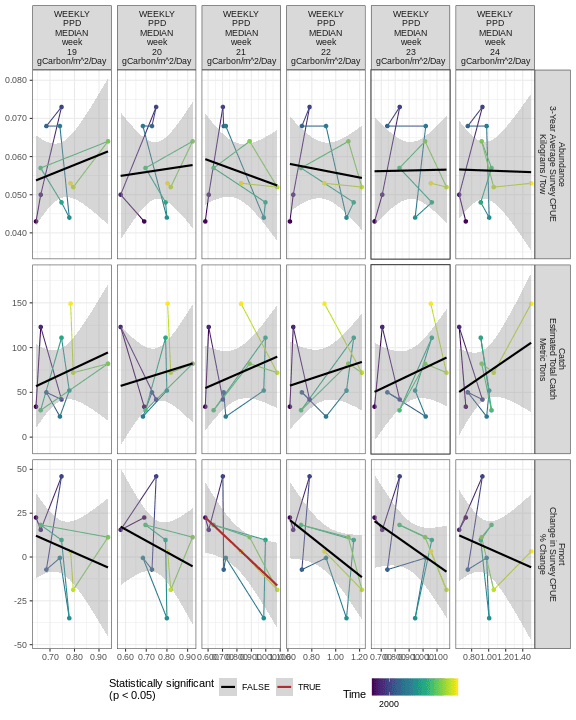 WEEKLY
PPD
MEDIAN
week
19
gCarbon/m^2/Day
WEEKLY
PPD
MEDIAN
week
20
gCarbon/m^2/Day
WEEKLY
PPD
MEDIAN
week
21
gCarbon/m^2/Day
WEEKLY
PPD
MEDIAN
week
22
gCarbon/m^2/Day
WEEKLY
PPD
MEDIAN
week
23
gCarbon/m^2/Day
WEEKLY
PPD
MEDIAN
week
24
gCarbon/m^2/Day
0.080
0.070
0.060
0.050
0.040
Abundance
3-Year Average Survey CPUE
Kilograms / Tow
150
100
50
0
Catch
Estimated Total Catch
Metric Tons
50
25
0
-25
-50
Fmort
Change in Survey CPUE
% Change
0.70 0.80 0.90
0.60 0.70 0.80 0.90
0.80 1.00 1.20
0.80 1.00 1.20 1.40
Statistically significant
(p < 0.05)
FALSE
TRUE
Time
2000